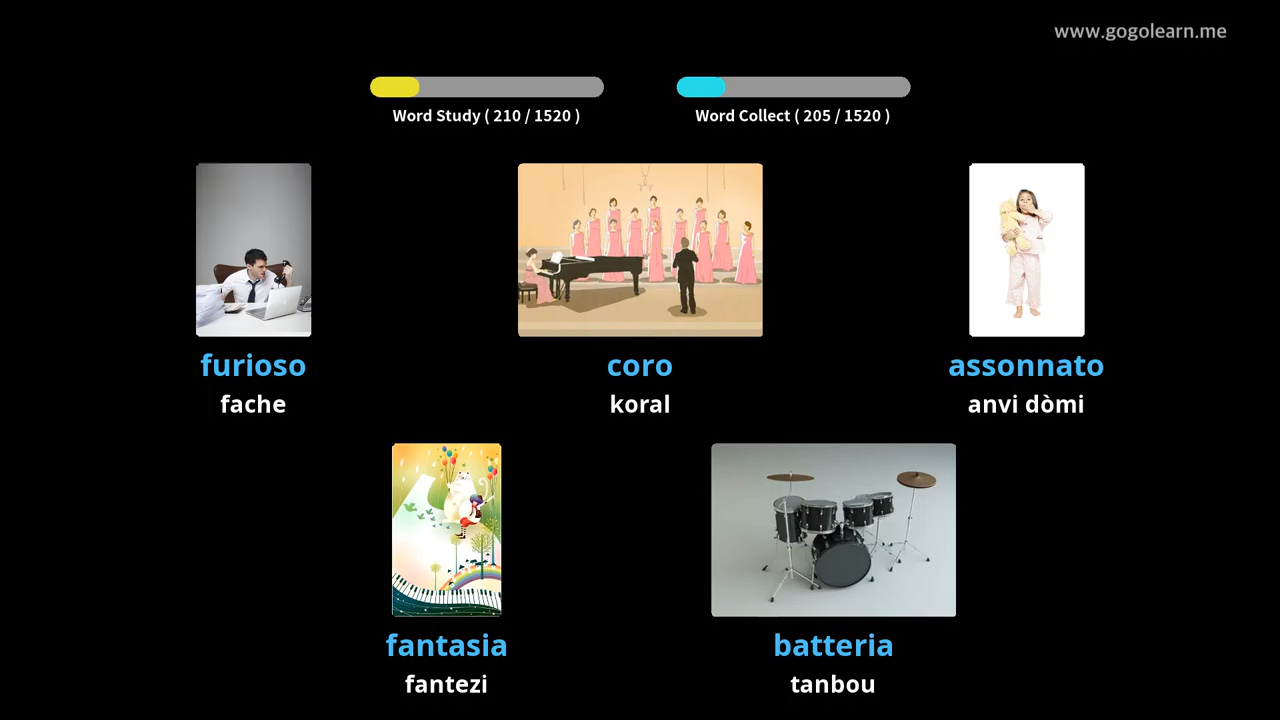 www.gogolearn.me
Word Study ( 210 / 1520 )
Word Collect ( 205 / 1520 )
furioso
fache
coro
koral
assonnato
anvi dòmi
fantasia
fantezi
batteria
tanbou